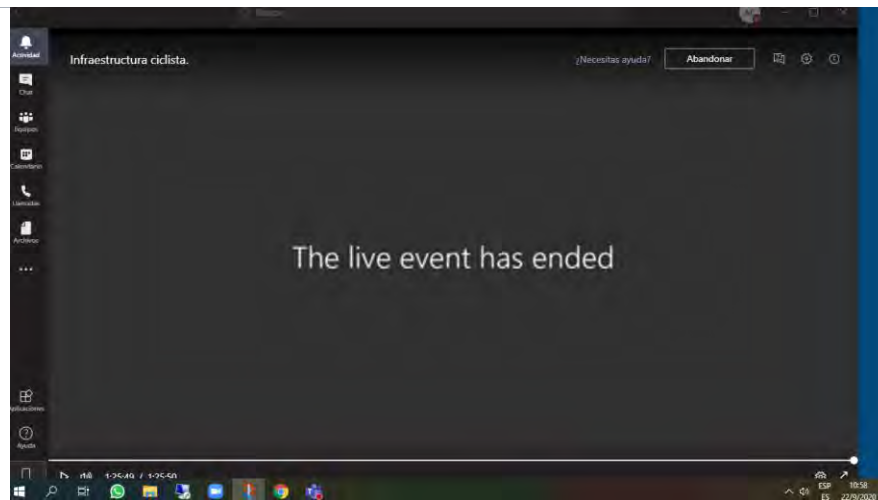 Buscar
Actividad
Infraestructura ciclista.
¿Necesitas ayuda?
Abandonar
Chat
Equipos
Calendario
Llamadas
Archivos
The live event has ended
Aplicaciones
Ayuda
1:25:49 / 1:25:50
ESP
10:58
ES
22/9/2020